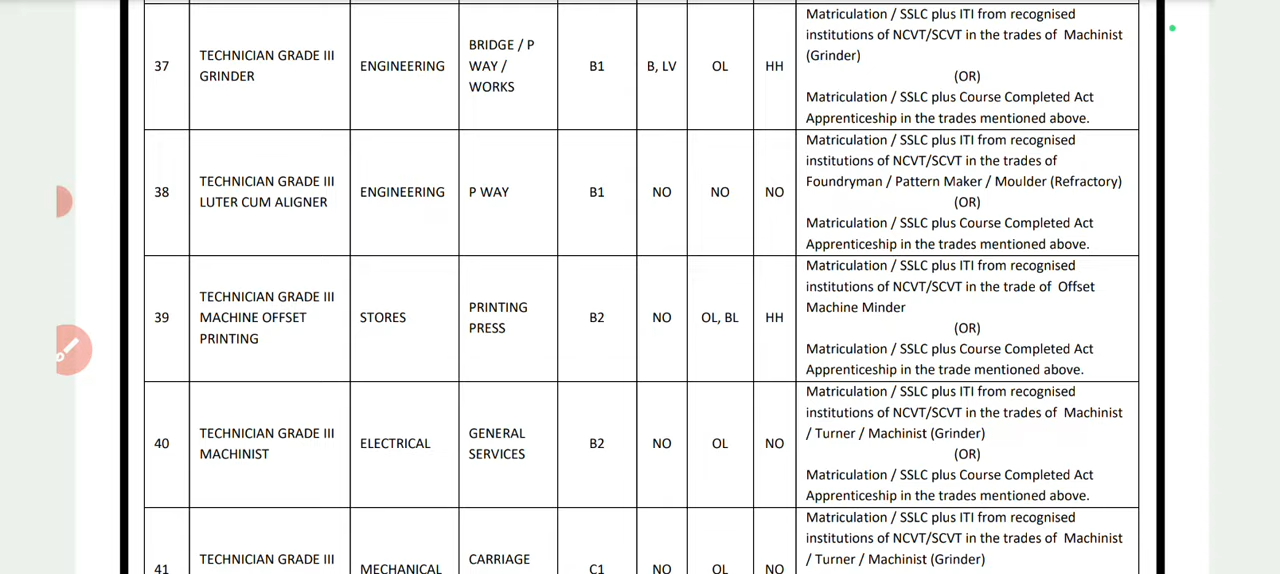 37
TECHNICIAN GRADE III
GRINDER
ENGINEERING
BRIDGE / P
WAY /
WORKS
B1
B, LV
OL
HH
Matriculation / SSLC plus ITI from recognised
institutions of NCVT/SCVT in the trades of Machinist
(Grinder)
(OR)
Matriculation / SSLC plus Course Completed Act
Apprenticeship in the trades mentioned above.
38
TECHNICIAN GRADE III
LUTER CUM ALIGNER
ENGINEERING
P WAY
B1
NO
NO
NO
Matriculation / SSLC plus ITI from recognised
institutions of NCVT/SCVT in the trades of
Foundryman / Pattern Maker / Moulder (Refractory)
(OR)
Matriculation / SSLC plus Course Completed Act
Apprenticeship in the trades mentioned above.
39
TECHNICIAN GRADE III
MACHINE OFFSET
PRINTING
STORES
PRINTING
PRESS
B2
NO
OL, BL
HH
Matriculation / SSLC plus ITI from recognised
institutions of NCVT/SCVT in the trade of Offset
Machine Minder
(OR)
Matriculation / SSLC plus Course Completed Act
Apprenticeship in the trade mentioned above.
40
TECHNICIAN GRADE III
MACHINIST
ELECTRICAL
GENERAL
SERVICES
B2
NO
OL
NO
Matriculation / SSLC plus ITI from recognised
institutions of NCVT/SCVT in the trades of Machinist
/ Turner / Machinist (Grinder)
(OR)
Matriculation / SSLC plus Course Completed Act
Apprenticeship in the trades mentioned above.
41
TECHNICIAN GRADE III
MECHANICAL
CARRIAGE
C1
NO
OL
NO
Matriculation / SSLC plus ITI from recognised
institutions of NCVT/SCVT in the trades of Machinist
/ Turner / Machinist (Grinder)